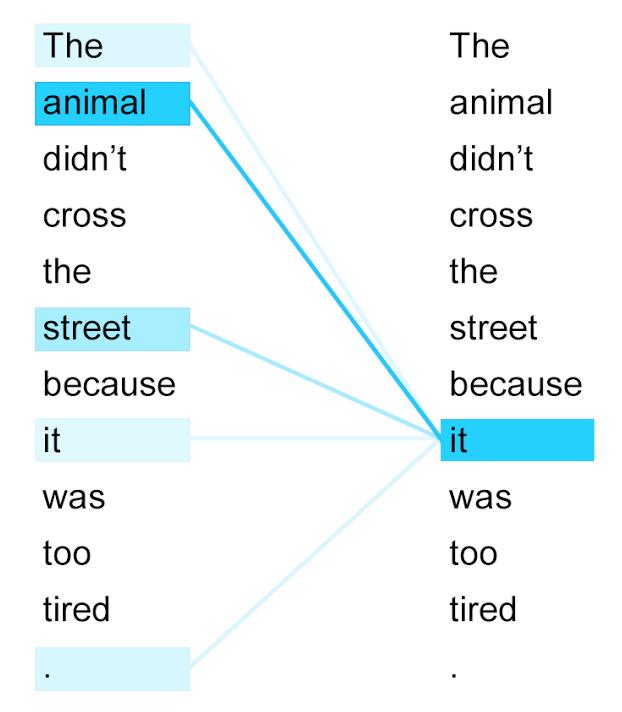 The
animal
didn’t
cross
the
street
because
it
was
too
tired
.
The
animal
didn’t
cross
the
street
because
it
was
too
tired
.